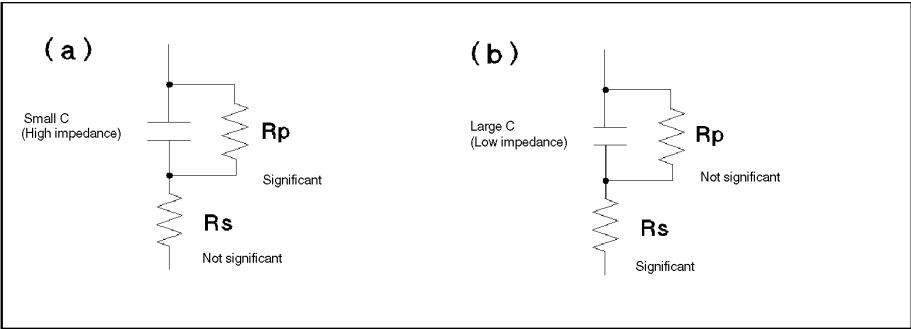 (a)
Small C
(High impedance)
Rp
Significant
Rs
Not significant
(b)
Large C
(Low impedance)
Rp
Not significant
Rs
Significant